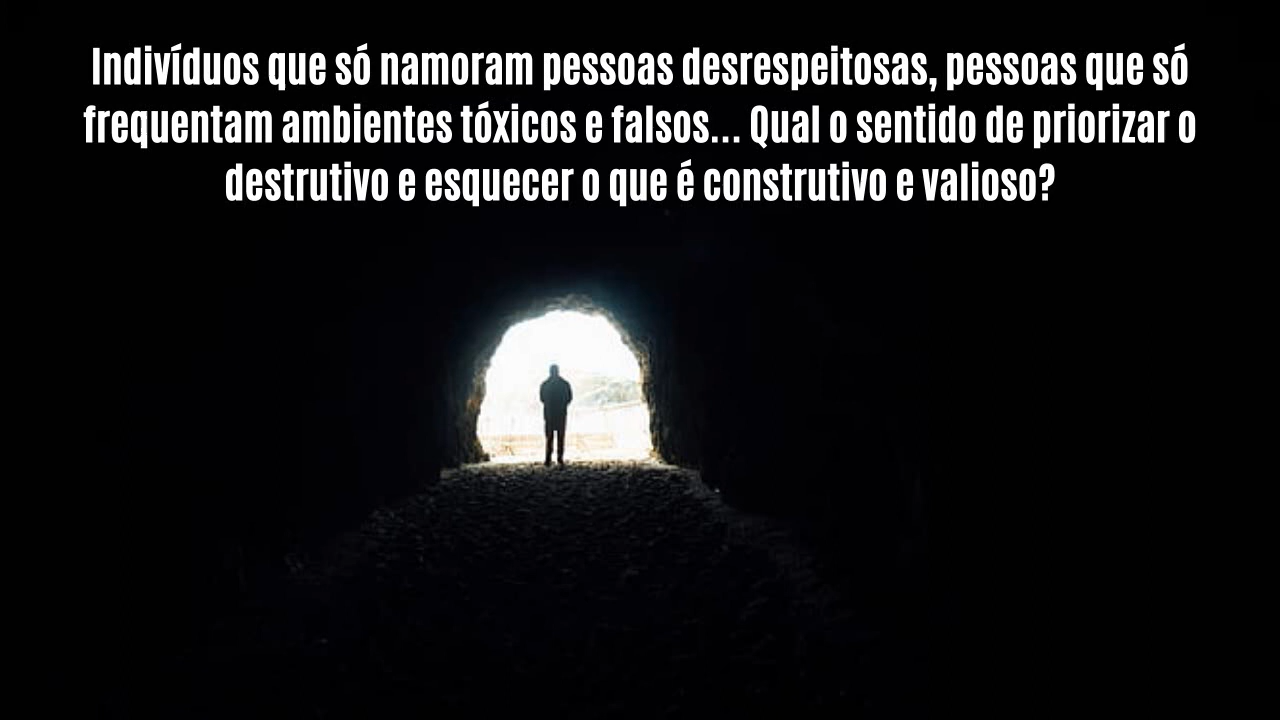 Indivíduos que só namoram pessoas desrespeitosas, pessoas que só
frequentam ambientes tóxicos e falsos... Qual o sentido de priorizar o
destrutivo e esquecer o que é construtivo e valioso?